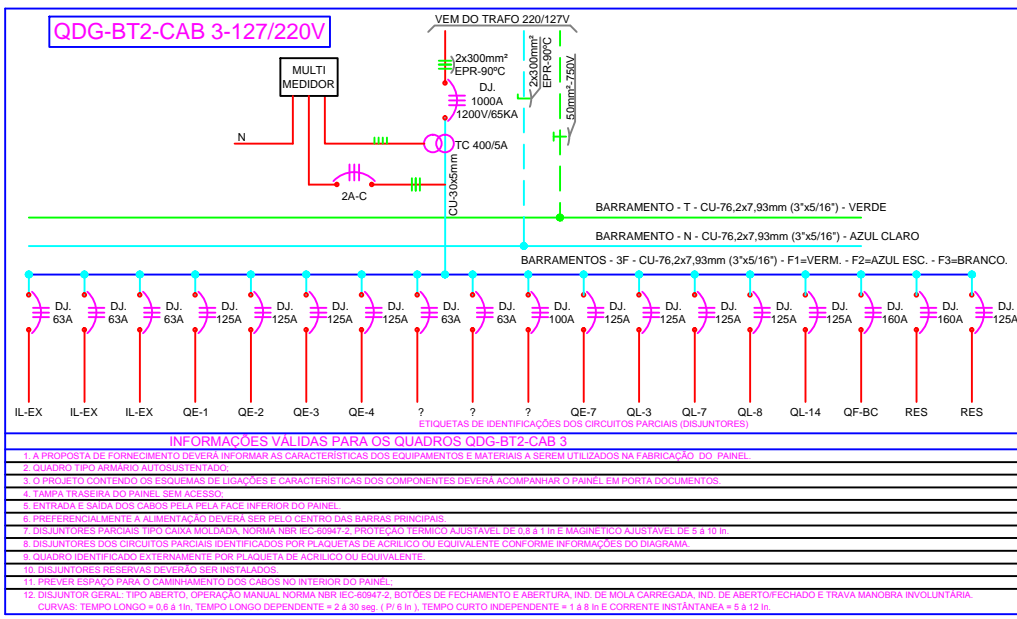 QDG-BT2-CAB 3-127/220V
VEM DO TRAFO 220/127V
MULTI
MEDIDOR
2x300mm²
EPR-90ºC
DJ.
1000A
1200V/65KA
2x300mm²
EPR-90ºC
50mm²-750V
N
TC 400/5A
2A-C
CU-30x5mm
BARRAMENTO - T - CU-76,2x7,93mm (3"x5/16") - VERDE
BARRAMENTO - N - CU-76,2x7,93mm (3"x5/16") - AZUL CLARO
BARRAMENTOS - 3F - CU-76,2x7,93mm (3"x5/16") - F1=VERM. - F2=AZUL ESC. - F3=BRANCO.
DJ. DJ. DJ. DJ. DJ. DJ. DJ. DJ. DJ. DJ. DJ. DJ. DJ. DJ. DJ. DJ. DJ. DJ.
63A 63A 63A 125A 125A 125A 125A 63A 63A 100A 125A 125A 125A 125A 125A 160A 160A 125A
IL-EX IL-EX IL-EX QE-1 QE-2 QE-3 QE-4 ? ? ? QE-7 QL-3 QL-7 QL-8 QL-14 QF-BC RES RES
ETIQUETAS DE IDENTIFICAÇÕES DOS CIRCUITOS PARCIAIS (DISJUNTORES)
INFORMAÇÕES VÁLIDAS PARA OS QUADROS QDG-BT2-CAB 3
1. A PROPOSTA DE FORNECIMENTO DEVERÁ INFORMAR AS CARACTERÍSTICAS DOS EQUIPAMENTOS E MATERIAIS A SEREM UTILIZADOS NA FABRICAÇÃO DO PAINEL.
2. QUADRO TIPO ARMÁRIO AUTOSUSTENTADO;
3. O PROJETO CONTENDO OS ESQUEMAS DE LIGAÇÕES E CARACTERÍSTICAS DOS COMPONENTES DEVERÁ ACOMPANHAR O PAINÉL EM PORTA DOCUMENTOS.
4. TAMPA TRASEIRA DO PAINEL SEM ACESSO;
5. ENTRADA E SAÍDA DOS CABOS PELA PELA FACE INFERIOR DO PAINEL.
6. PREFERENCIALMENTE A ALIMENTAÇÃO DEVERÁ SER PELO CENTRO DAS BARRAS PRINCIPAIS.
7. DISJUNTORES PARCIAIS TIPO CAIXA MOLDADA, NORMA NBR IEC-60947-2, PROTEÇÃO TERMICO AJUSTAVEL DE 0,8 à 1 In E MAGINETICO AJUSTAVEL DE 5 à 10 In.
8. DISJUNTORES DOS CIRCUITOS PARCIAIS IDENTIFICADOS POR PLAQUETAS DE ACRILICO OU EQUIVALENTE CONFORME INFORMAÇÕES DO DIAGRAMA.
9. QUADRO IDENTIFICADO EXTERNAMENTE POR PLAQUETA DE ACRILICO OU EQUIVALENTE.
10. DISJUNTORES RESERVAS DEVERÃO SER INSTALADOS.
11. PREVER ESPAÇO PARA O CAMINHAMENTO DOS CABOS NO INTERIOR DO PAINÉL;
12. DISJUNTOR GERAL: TIPO ABERTO, OPERAÇÃO MANUAL NORMA NBR IEC-60947-2, BOTÕES DE FECHAMENTO E ABERTURA, IND. DE MOLA CARREGADA, IND. DE ABERTO/FECHADO E TRAVA MANOBRA INVOLUNTÁRIA.
CURVAS: TEMPO LONGO = 0,6 à 1In, TEMPO LONGO DEPENDENTE = 2 à 30 seg. ( P/ 6 In ), TEMPO CURTO INDEPENDENTE = 1 à 8 In E CORRENTE INSTÂNTANEA = 5 à 12 In.